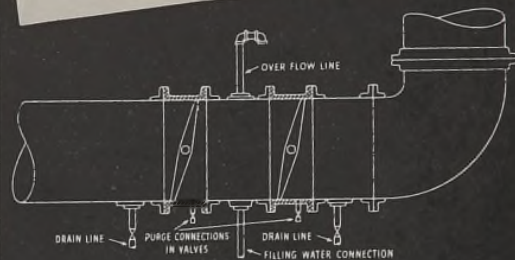 OVER FLOW LINE
DRAIN LINE
PURGE CONNECTIONS
IN VALVES
DRAIN LINE
FILLING WATER CONNECTION